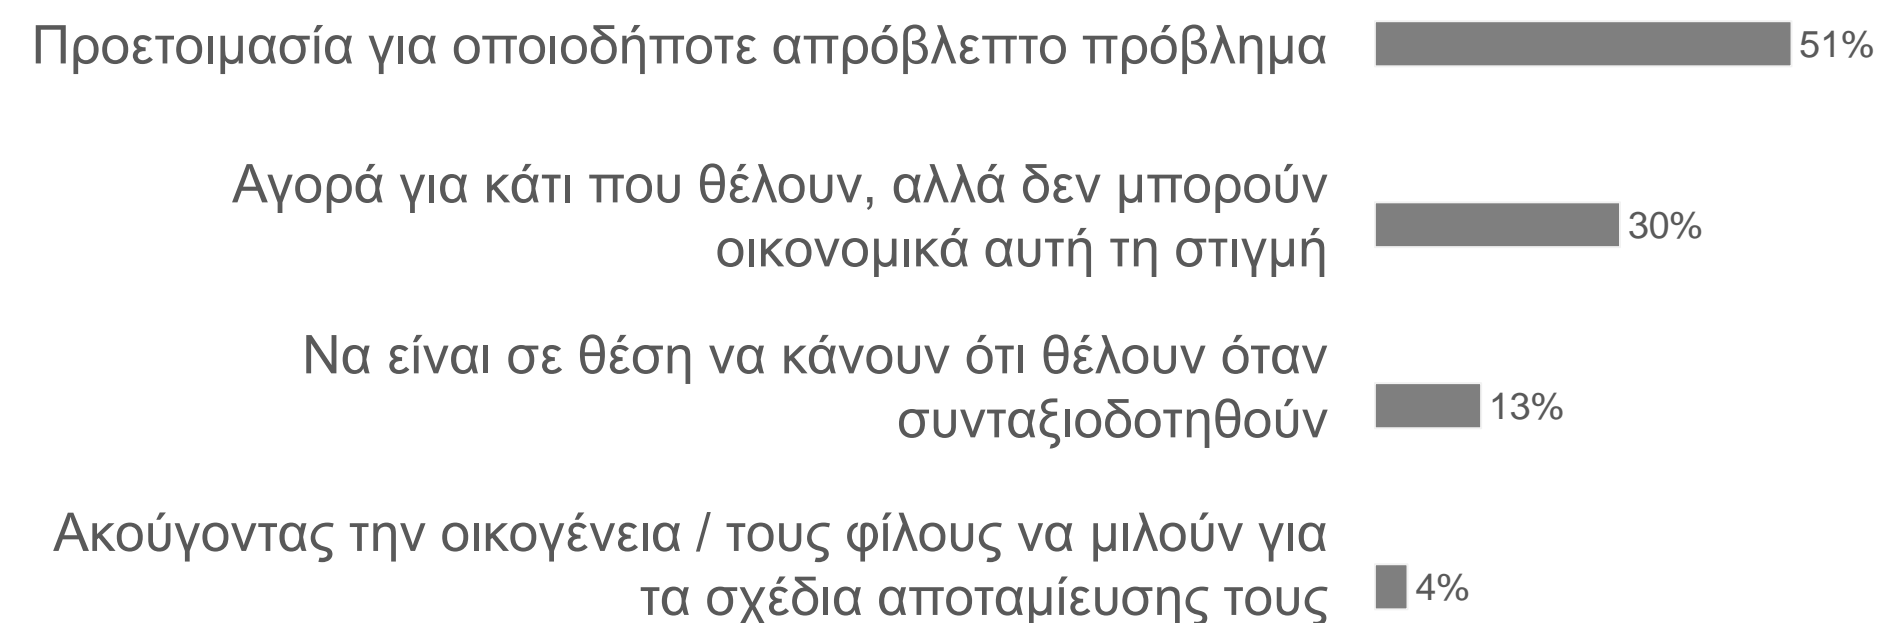 Προετοιμασία για οποιοδήποτε απρόβλεπτο πρόβλημα 51%
Αγορά για κάτι που θέλουν, αλλά δεν μπορούν
οικονομικά αυτή τη στιγμή
30%
Να είναι σε θέση να κάνουν ότι θέλουν όταν
συνταξιοδοτηθούν
13%
Ακούγοντας την οικογένεια / τους φίλους να μιλούν για
τα σχέδια αποταμίευσης τους
4%